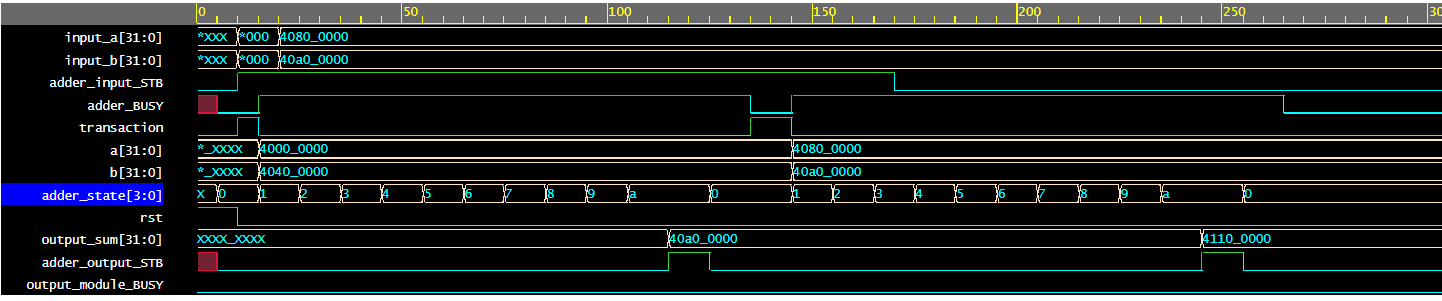 0 50 100 150 200 250 30
input_a[31:0] *XXX *000 4080_0000
input_b[31:0] *XXX *000 40a0_0000
adder_input_STB
adder_BUSY
transaction
a[31:0] *_XXXX 4000_0000 4080_0000
b[31:0] *_XXXX 4040_0000 40a0_0000
adder_state[3:0] X 0 1 2 3 4 5 6 7 8 9 a 0 1 2 3 4 5 6 7 8 9 a 0
rst
output_sum[31:0] XXXX_XXXX 40a0_0000 4110_0000
adder_output_STB
output_module_BUSY